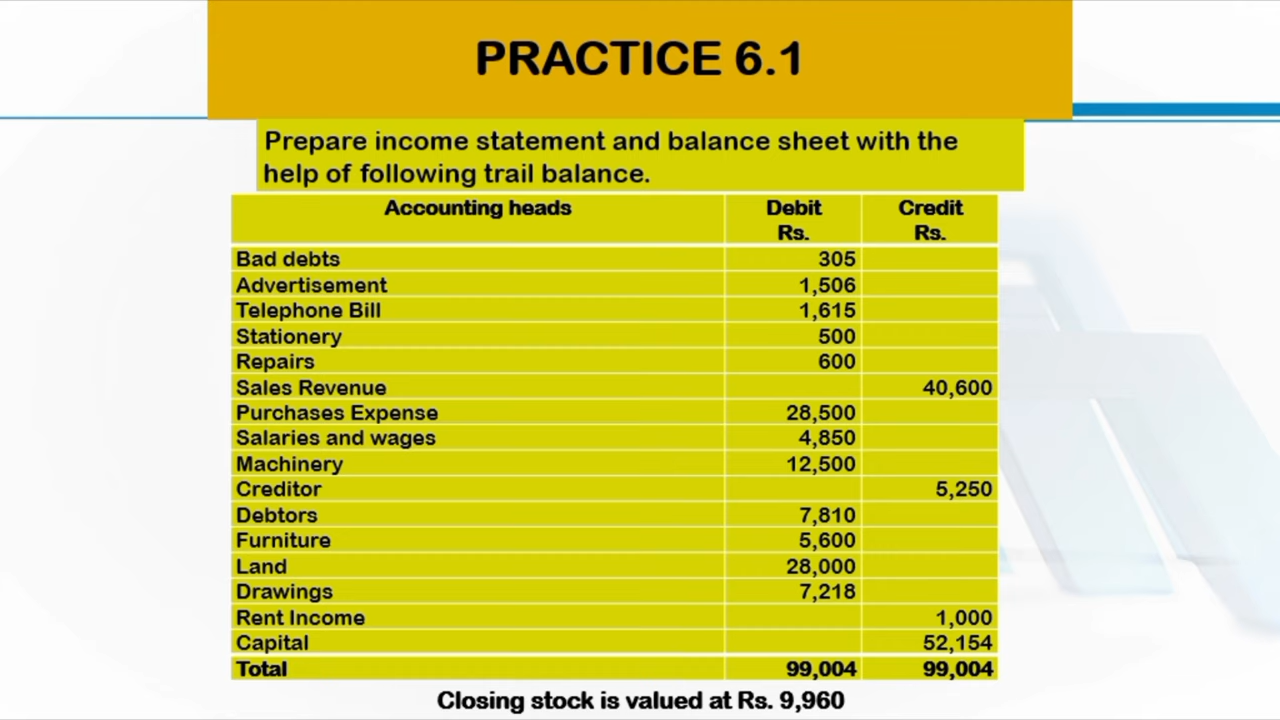 PRACTICE 6.1
Prepare income statement and balance sheet with the
help of following trail balance.
Accounting heads Debit Rs. Credit Rs.
Bad debts 305
Advertisement 1,506
Telephone Bill 1,615
Stationery 500
Repairs 600
Sales Revenue 40,600
Purchases Expense 28,500
Salaries and wages 4,850
Machinery 12,500
Creditor 5,250
Debtors 7,810
Furniture 5,600
Land 28,000
Drawings 7,218
Rent Income 1,000
Capital 52,154
Total 99,004 99,004
Closing stock is valued at Rs. 9,960